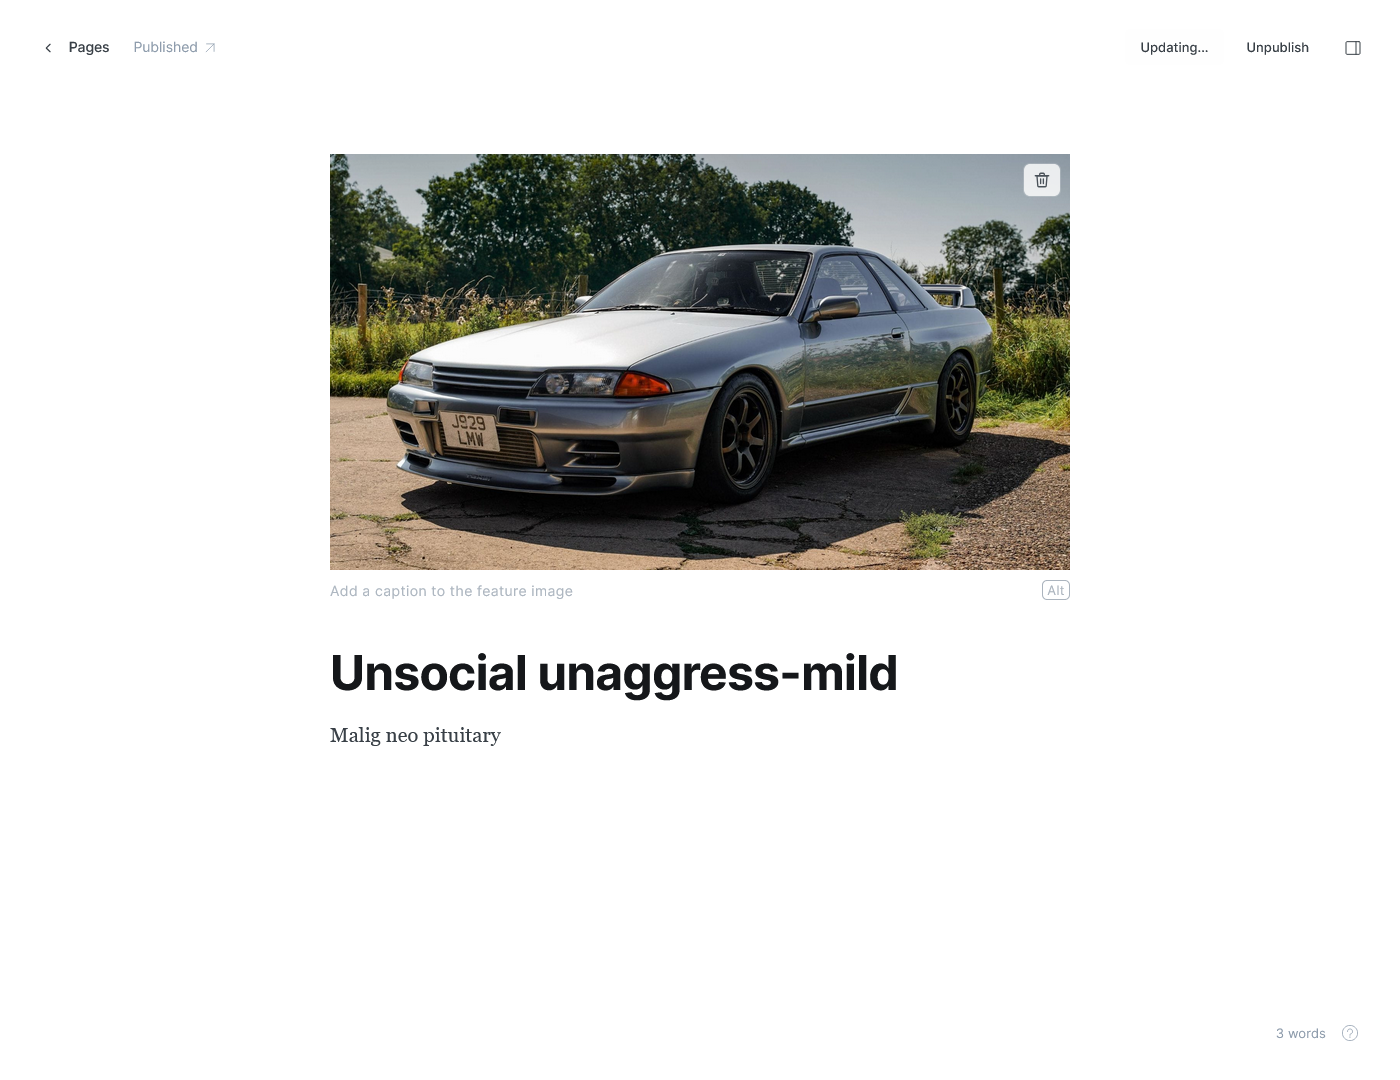 Pages
Published
Updating...
Unpublish
J929
LMW
Add a caption to the feature image
Alt
Unsocial unaggress-mild
Malig neo pituitary
3 words
?